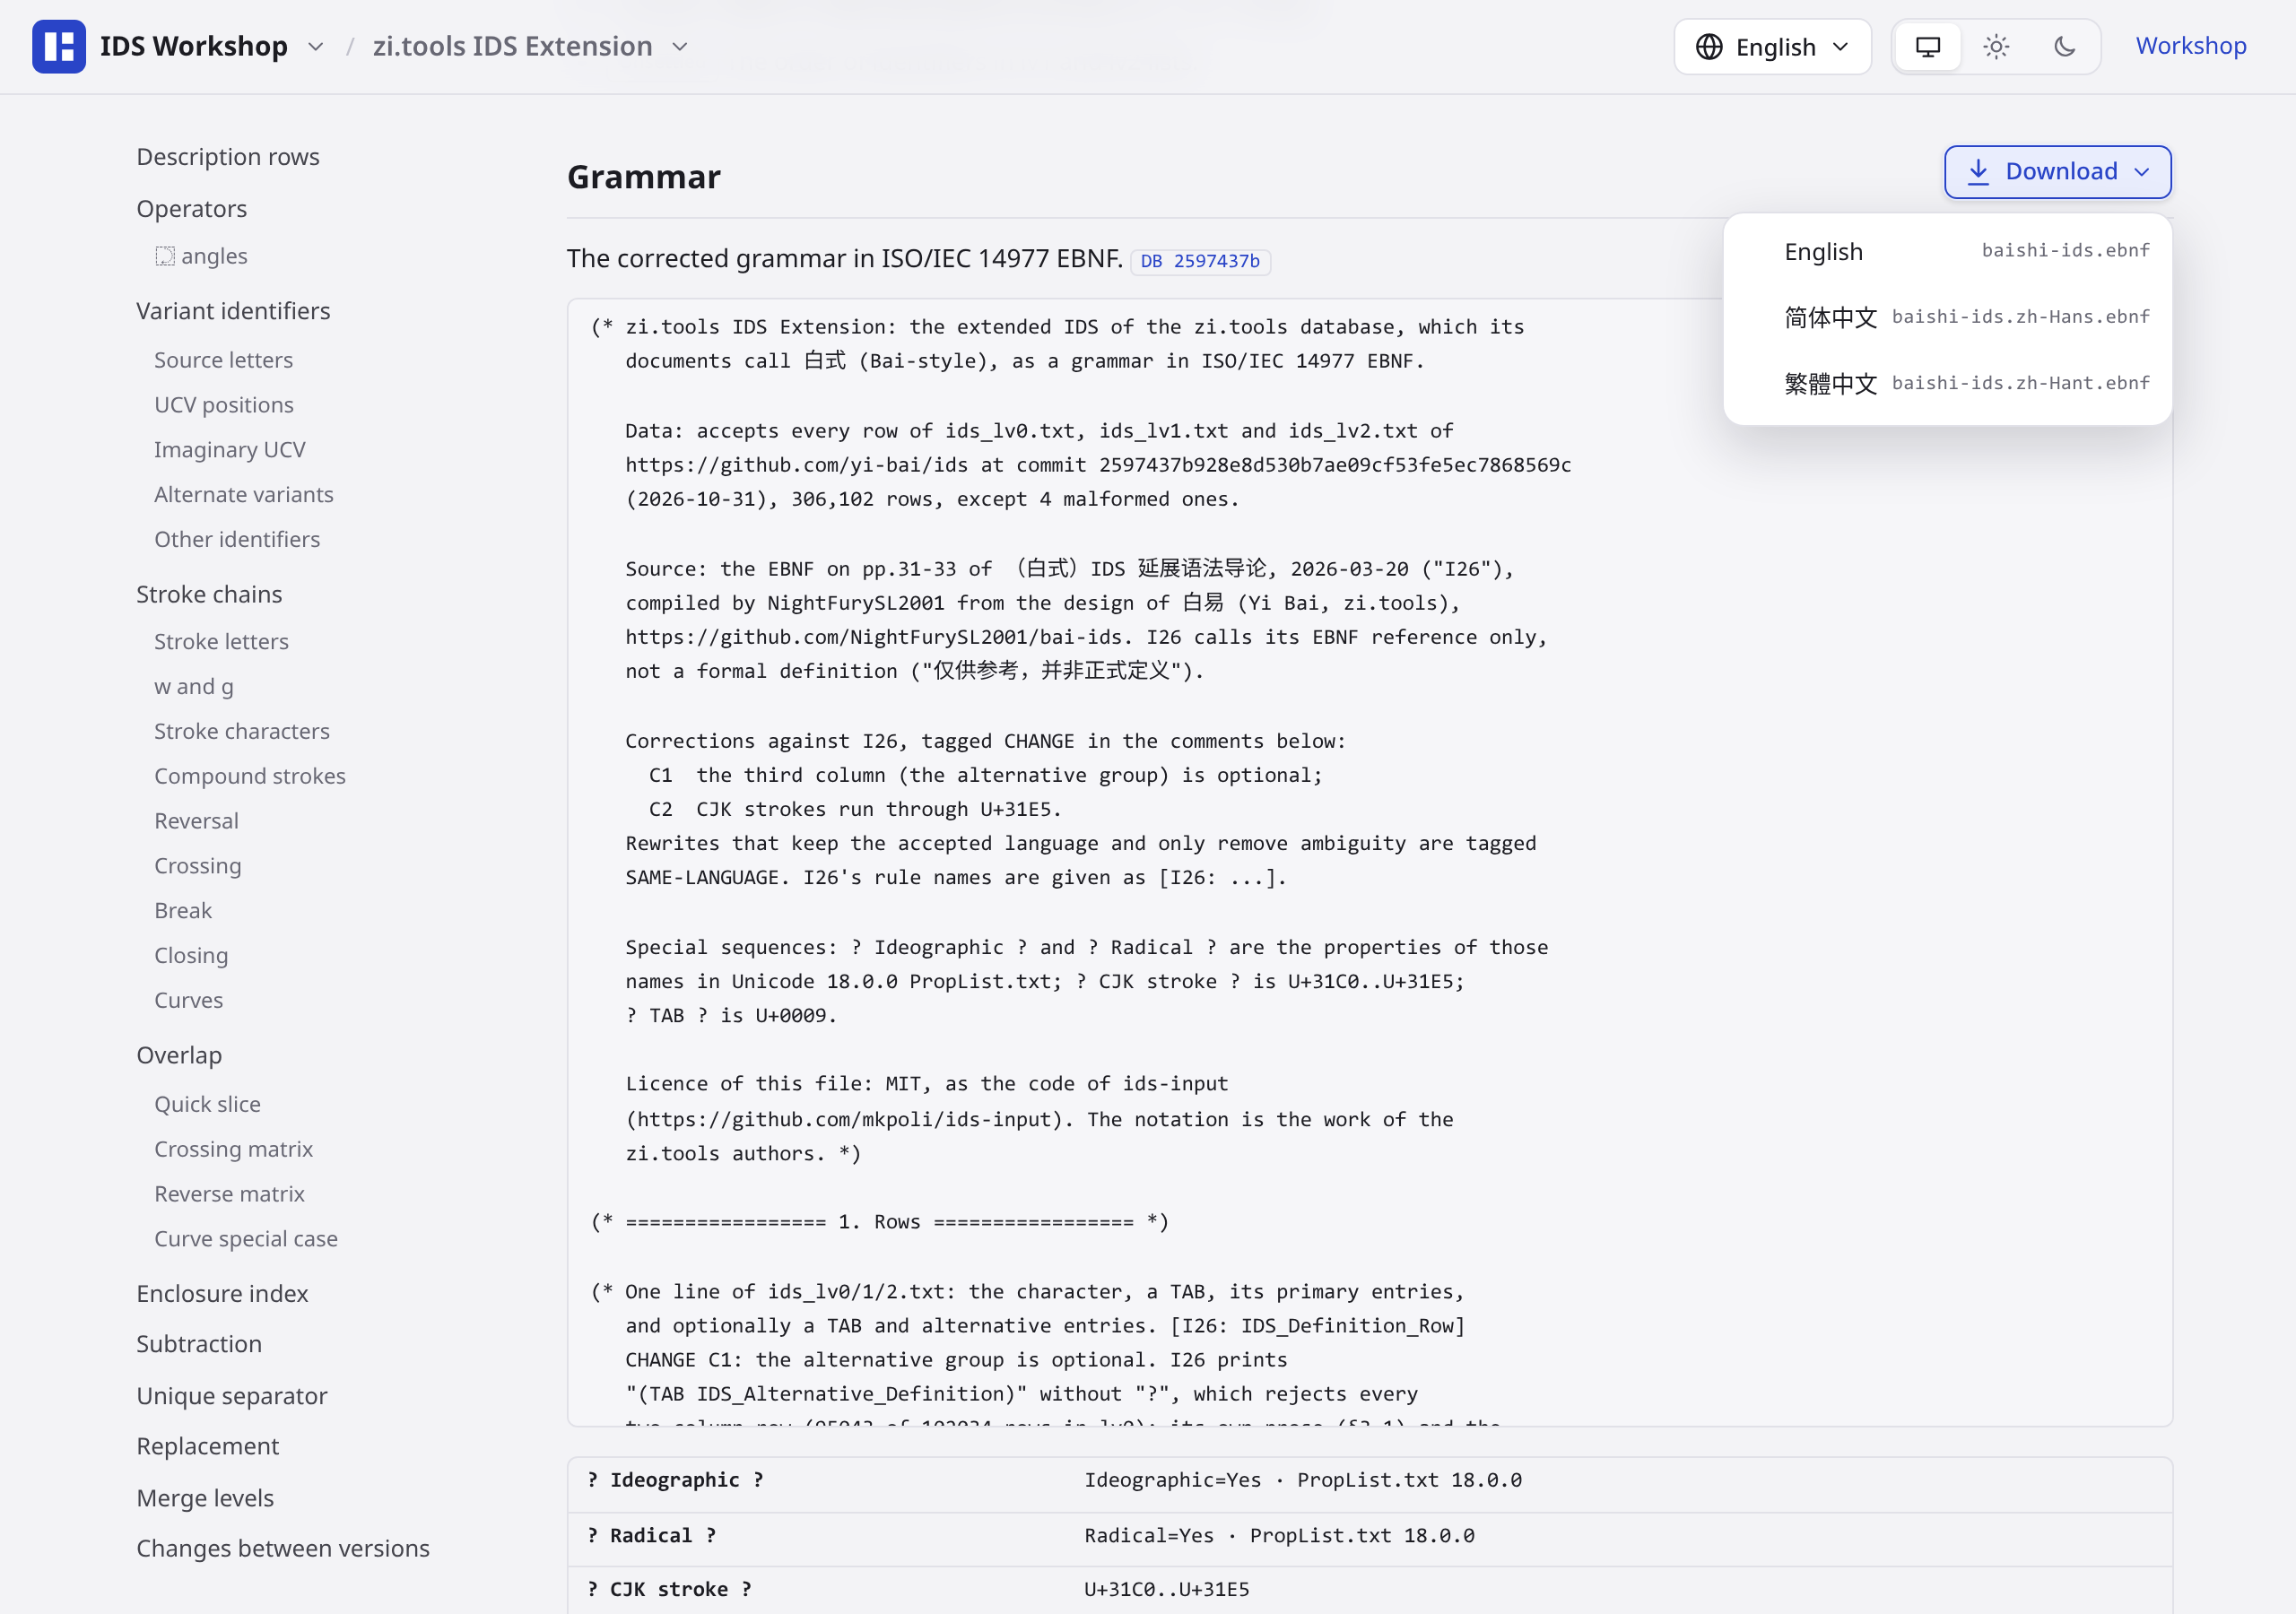 IDS Workshop / zi.tools IDS Extension
English
Workshop
Description rows
Operators
angles
Variant identifiers
Source letters
UCV positions
Imaginary UCV
Alternate variants
Other identifiers
Stroke chains
Stroke letters
w and g
Stroke characters
Compound strokes
Reversal
Crossing
Break
Closing
Curves
Overlap
Quick slice
Crossing matrix
Reverse matrix
Curve special case
Enclosure index
Subtraction
Unique separator
Replacement
Merge levels
Changes between versions
Grammar
Download
English baishi-ids.ebnf
简体中文 baishi-ids.zh-Hans.ebnf
繁體中文 baishi-ids.zh-Hant.ebnf
The corrected grammar in ISO/IEC 14977 EBNF. DB 2597437b
(* zi.tools IDS Extension: the extended IDS of the zi.tools database, which its
documents call 白式 (Bai-style), as a grammar in ISO/IEC 14977 EBNF.
Data: accepts every row of ids_lv0.txt, ids_lv1.txt and ids_lv2.txt of
https://github.com/yi-bai/ids at commit 2597437b928e8d530b7ae09cf53fe5ec7868569c
(2026-10-31), 306,102 rows, except 4 malformed ones.
Source: the EBNF on pp.31-33 of （白式）IDS 延展语法导论, 2026-03-20 ("I26"),
compiled by NightFurySL2001 from the design of 白易 (Yi Bai, zi.tools),
https://github.com/NightFurySL2001/bai-ids. I26 calls its EBNF reference only,
not a formal definition ("仅供参考，并非正式定义").
Corrections against I26, tagged CHANGE in the comments below:
C1 the third column (the alternative group) is optional;
C2 CJK strokes run through U+31E5.
Rewrites that keep the accepted language and only remove ambiguity are tagged
SAME-LANGUAGE. I26's rule names are given as [I26: ...].
Special sequences: ? Ideographic ? and ? Radical ? are the properties of those
names in Unicode 18.0.0 PropList.txt; ? CJK stroke ? is U+31C0..U+31E5;
? TAB ? is U+0009.
Licence of this file: MIT, as the code of ids-input
(https://github.com/mkpoli/ids-input). The notation is the work of the
zi.tools authors. *)
(* ================= 1. Rows ================= *)
(* One line of ids_lv0/1/2.txt: the character, a TAB, its primary entries,
and optionally a TAB and alternative entries. [I26: IDS_Definition_Row]
CHANGE C1: the alternative group is optional. I26 prints
"(TAB IDS_Alternative_Definition)" without "?", which rejects every
? Ideographic ? Ideographic=Yes · PropList.txt 18.0.0
? Radical ? Radical=Yes · PropList.txt 18.0.0
? CJK stroke ? U+31C0..U+31E5